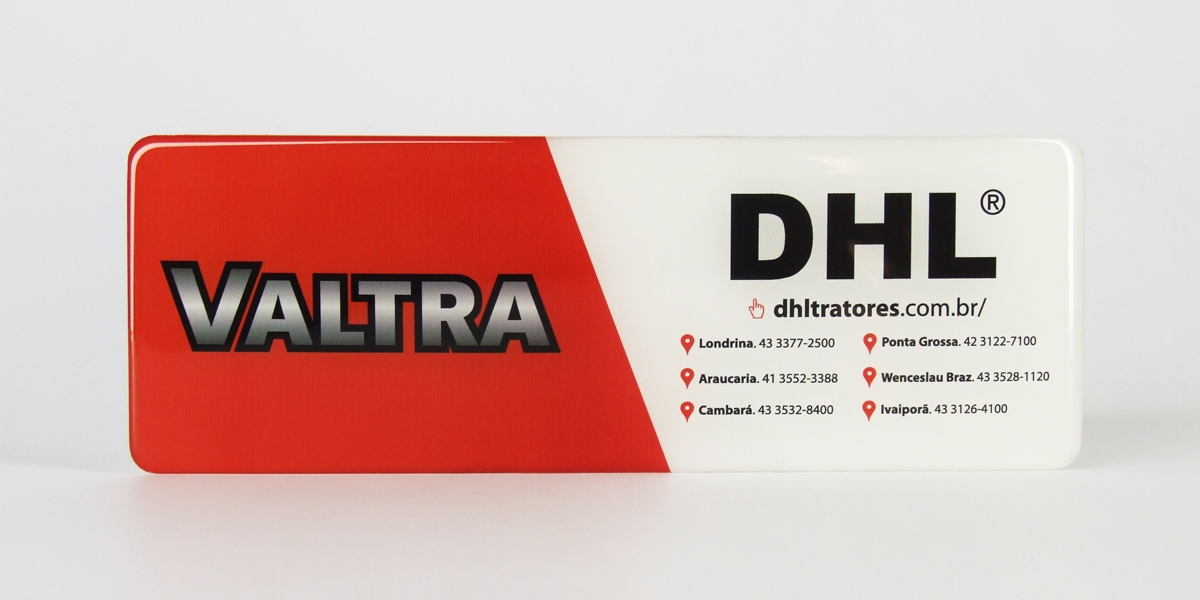 VALTRA
DHL®
dhltratores.com.br/
Londrina. 43 3377-2500
Ponta Grossa. 42 3122-7100
Araucaria. 41 3552-3388
Wenceslau Braz. 43 3528-1120
Cambará. 43 3532-8400
Ivaiporã. 43 3126-4100